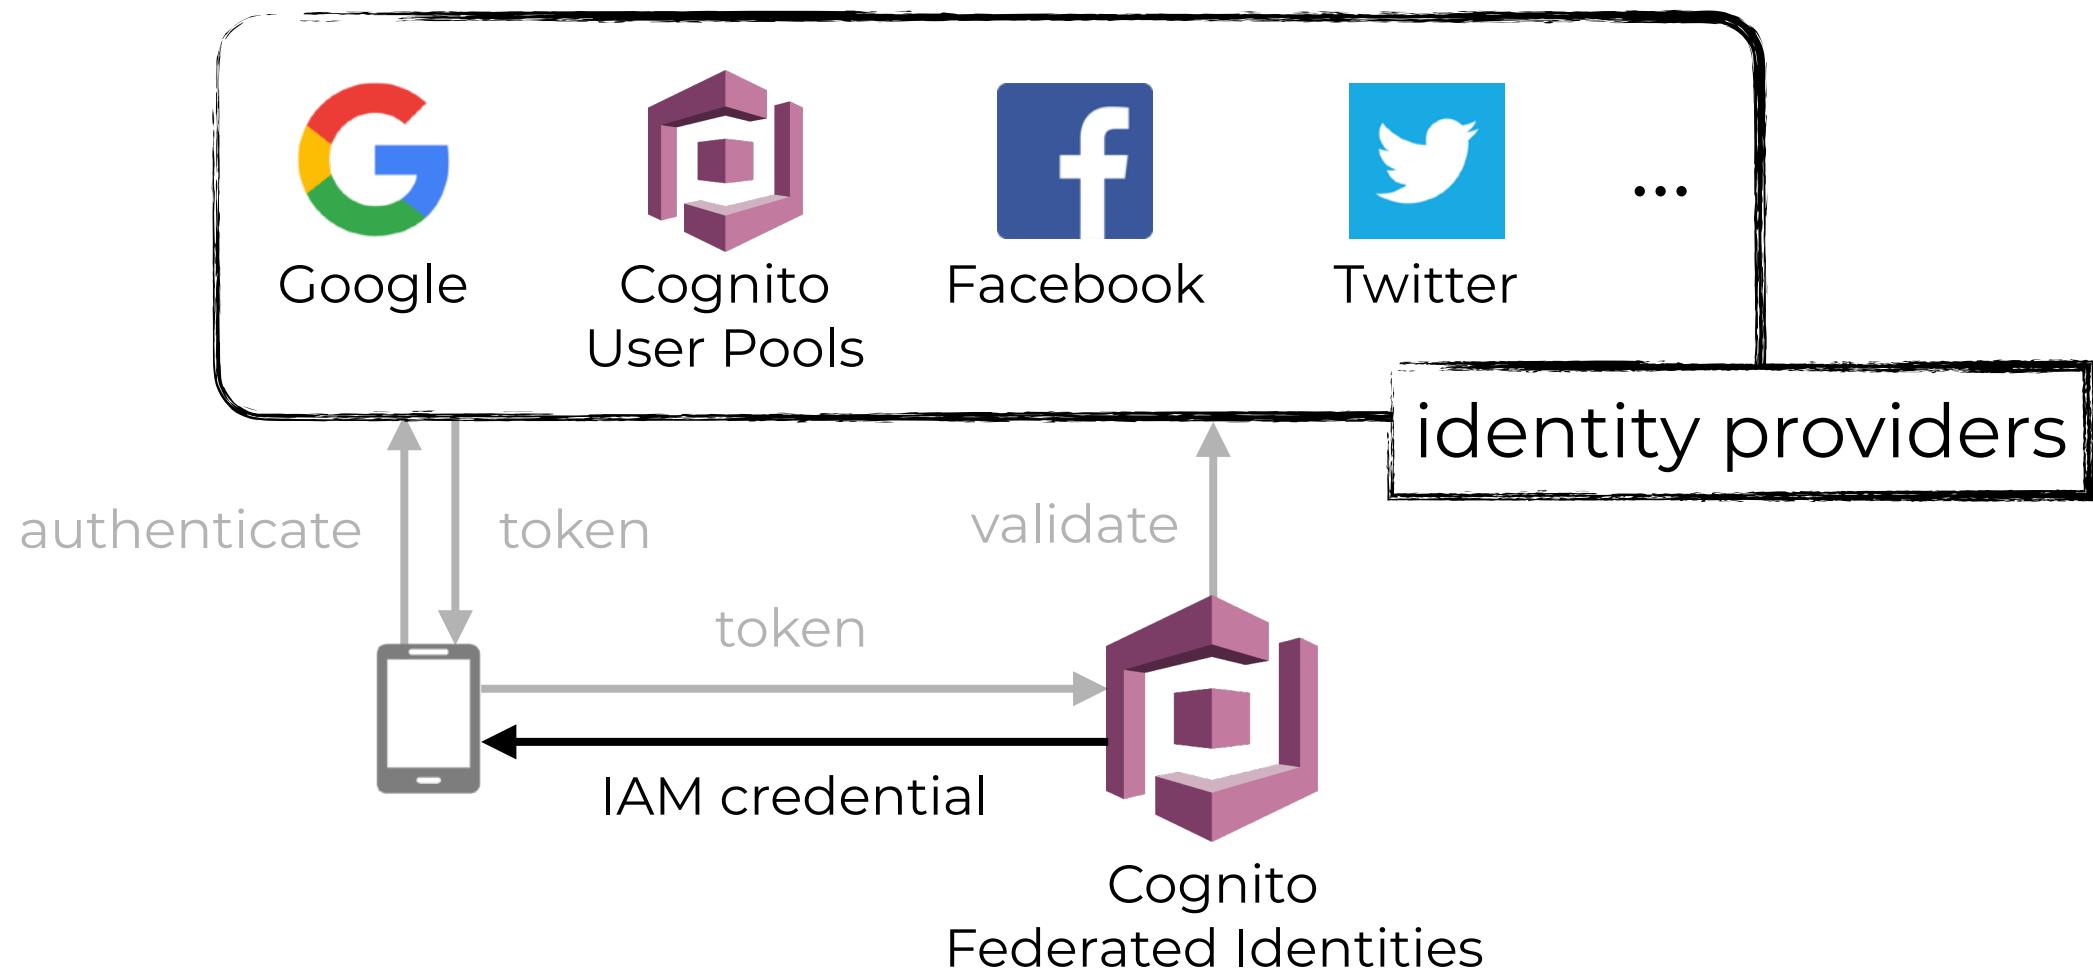 Google
Cognito
User Pools
Facebook
Twitter
...
identity providers
authenticate
token
validate
token
IAM credential
Cognito
Federated Identities